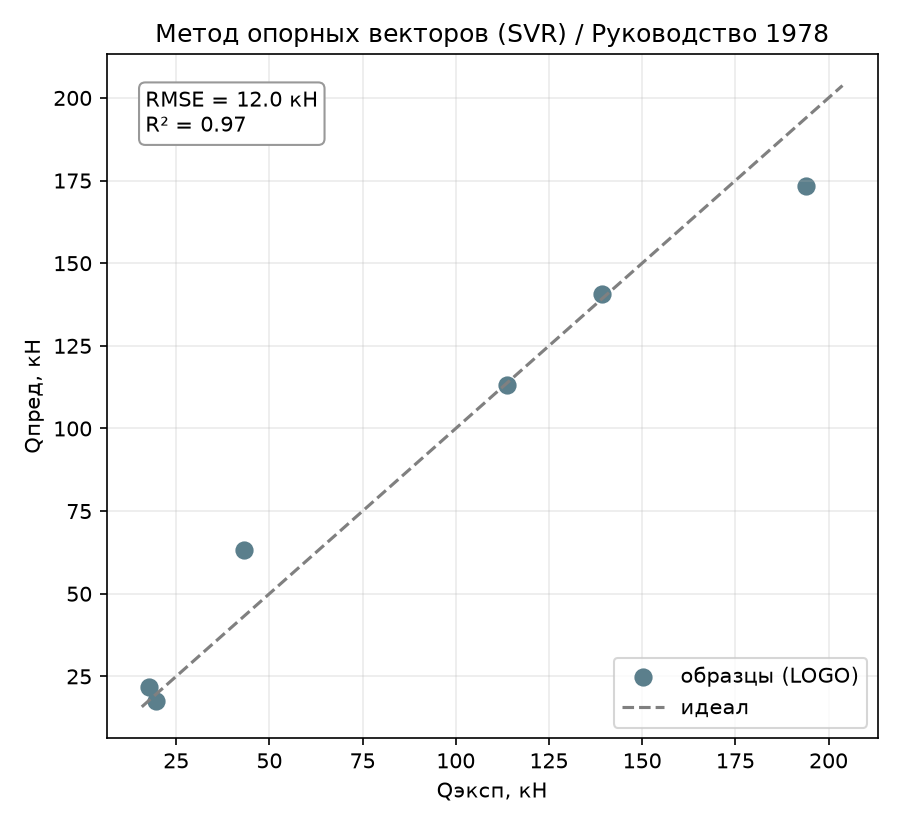 Метод опорных векторов (SVR) / Руководство 1978
RMSE = 12.0 кН
R² = 0.97
200
175
150
125
100
75
50
25
Qпред, кН
образцы (LOGO)
идеал
25 50 75 100 125 150 175 200
Qэксп, кН